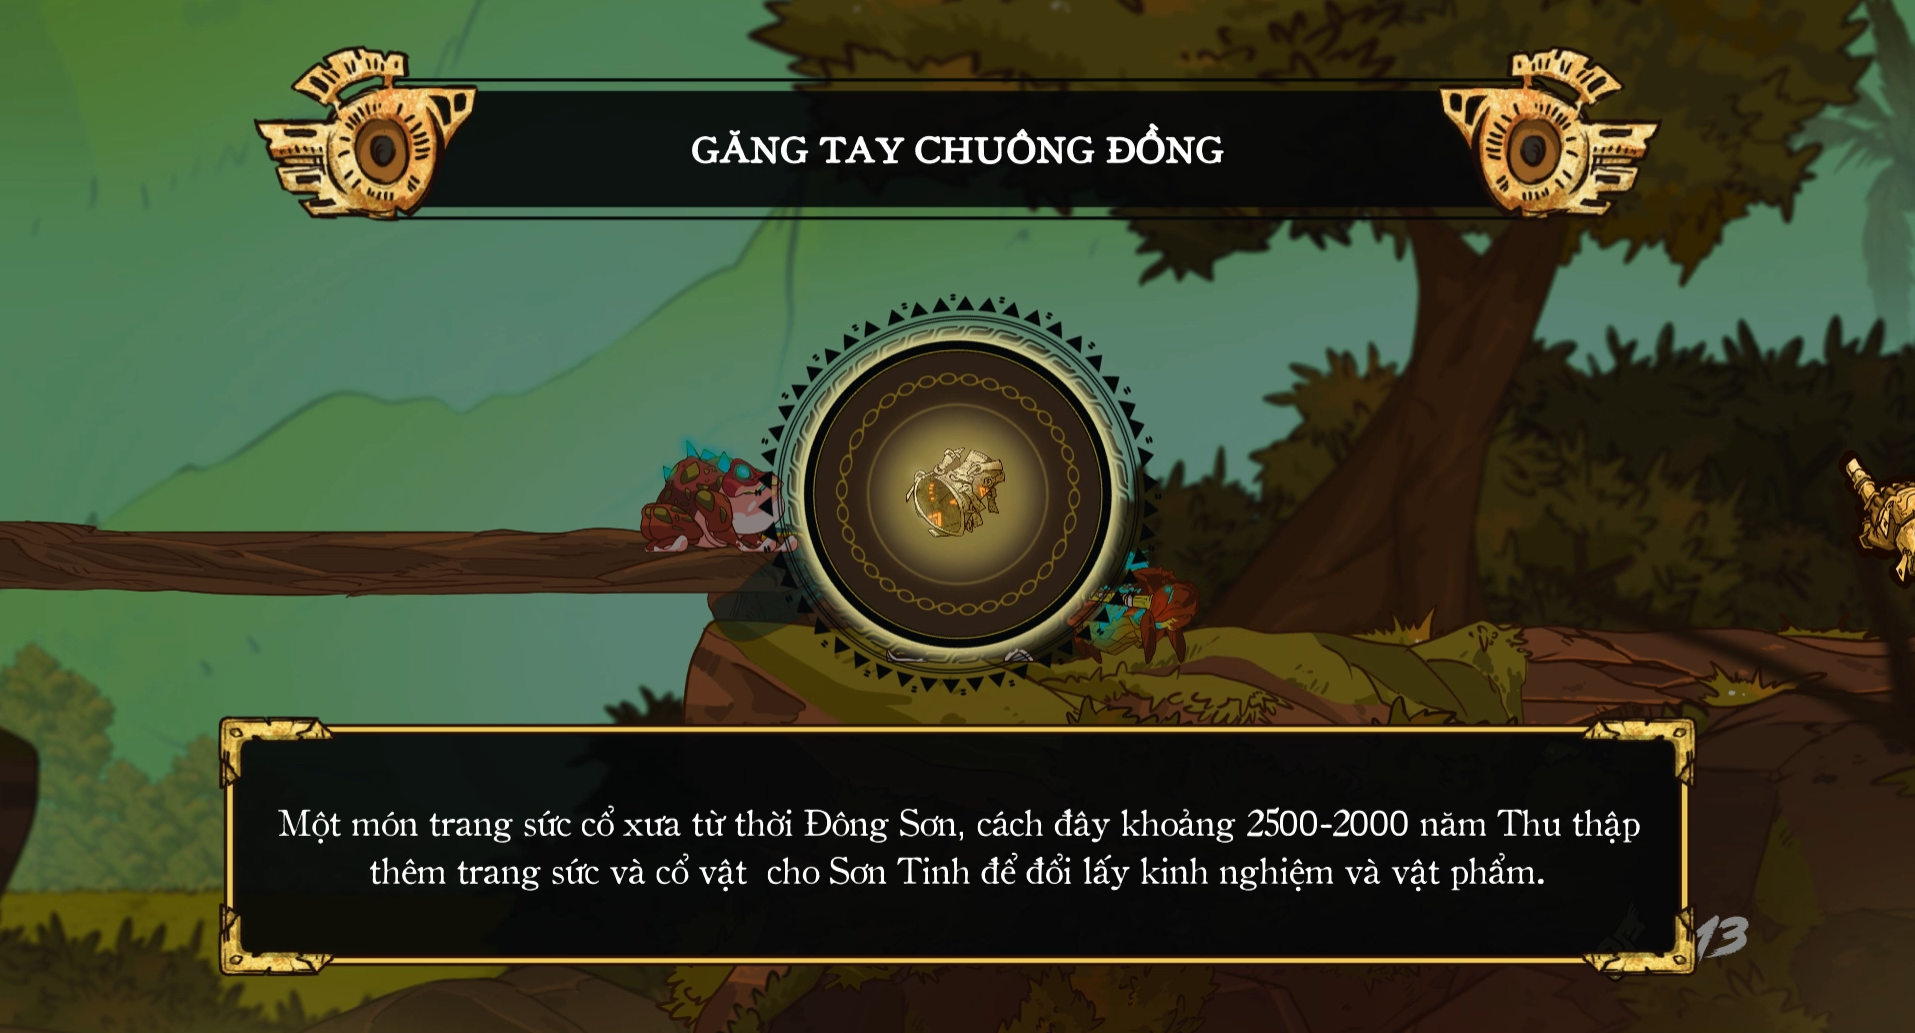 GĂNG TAY CHUÔNG ĐỒNG
Một món trang sức cổ xưa từ thời Đông Sơn, cách đây khoảng 2500-2000 năm Thu thập
thêm trang sức và cổ vật  cho Sơn Tinh để đổi lấy kinh nghiệm và vật phẩm.
13